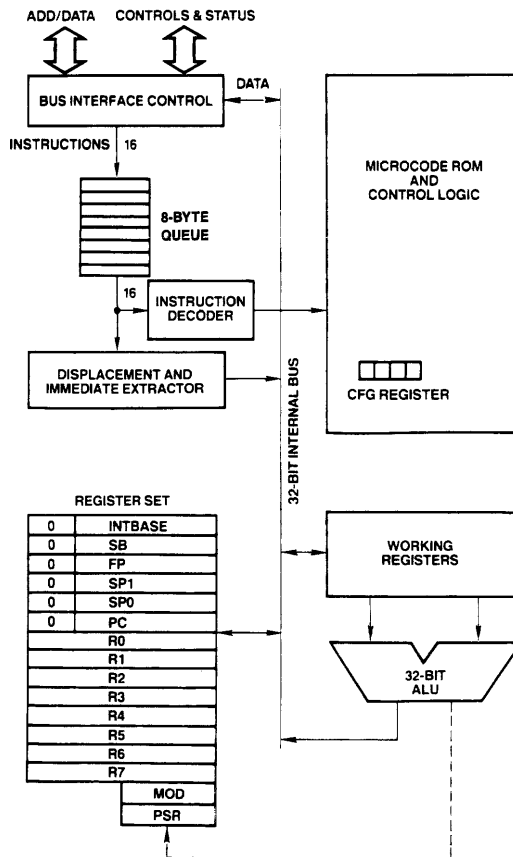 ADD/DATA
CONTROLS & STATUS
BUS INTERFACE CONTROL
DATA
INSTRUCTIONS
16
8-BYTE
QUEUE
16
INSTRUCTION
DECODER
DISPLACEMENT AND
IMMEDIATE EXTRACTOR
MICROCODE ROM
AND
CONTROL LOGIC
CFG REGISTER
32-BIT INTERNAL BUS
REGISTER SET
0 INTBASE
0 SB
0 FP
0 SP1
0 SP0
0 PC
R0
R1
R2
R3
R4
R5
R6
R7
MOD
PSR
WORKING
REGISTERS
32-BIT
ALU